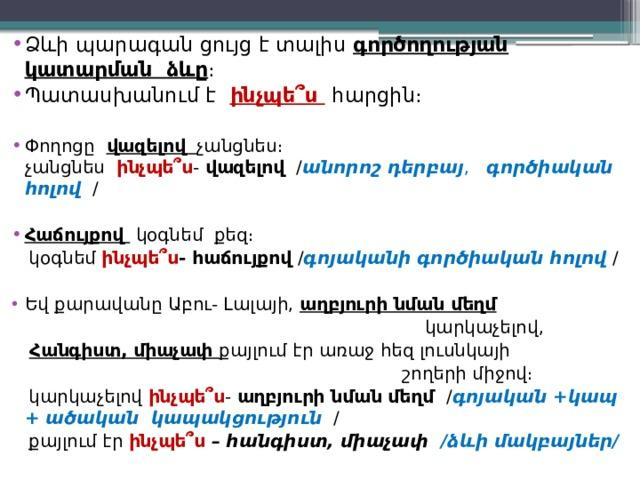 • Ձևի պարագան ցույց է տալիս գործողության
կատարման ձևը։
• Պատասխանում է ինչպե՞ս հարցին։
• Փողոցը վազելով չանցնես։
չանցնես ինչպե՞ս- վազելով /անորոշ դերբայ, գործիական
հոլով /
• Հաճույքով կօգնեմ քեզ։
կօգնեմ ինչպե՞ս- հաճույքով /գոյականի գործիական հոլով /
• Եվ քարավանը Աբու- Լալայի, աղբյուրի նման մեղմ
կարկաչելով,
Հանգիստ, միաչափ քայլում էր առաջ հեզ լուսնկայի
շողերի միջով։
կարկաչելով ինչպե՞ս- աղբյուրի նման մեղմ /գոյական +կապ
+ ածական կապակցություն /
քայլում էր ինչպե՞ս – հանգիստ, միաչափ /ձևի մակբայներ/